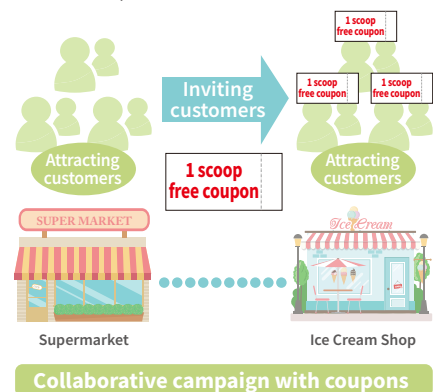 1 scoop
free coupon
1 scoop
free coupon
1 scoop
free coupon
Inviting
customers
Attracting
customers
1 scoop
free coupon
Attracting
customers
SUPER MARKET
Ice Cream
Supermarket
Ice Cream Shop
Collaborative campaign with coupons